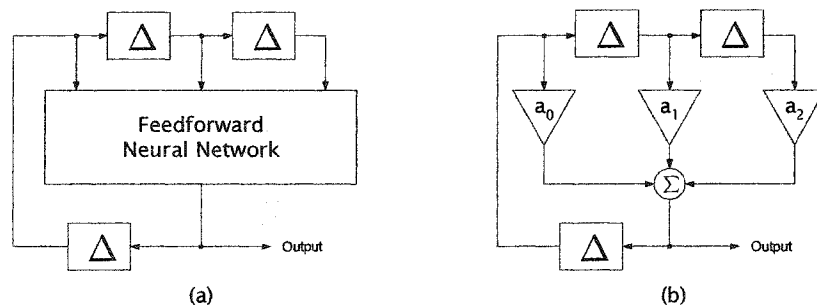 Δ Δ
Feedforward
Neural Network
Δ
Output
(a)
Δ Δ
a0 a1 a2
Σ
Δ
Output
(b)